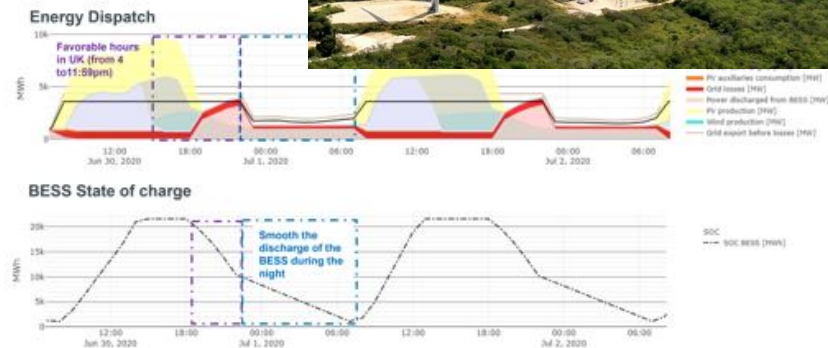 Energy Dispatch
10k
5k
0
MWh
Favorable hours
in UK (from 4
to11:59pm)
12:00
Jun 30, 2020
18:00
00:00
Jul 1, 2020
06:00
12:00
18:00
00:00
Jul 2, 2020
06:00
PV auxiliaries consumption [MW]
Grid losses [MW]
Power discharged from BESS [MW]
PV production [MW]
Wind production [MW]
Grid export before losses [MW]
BESS State of charge
20k
15k
10k
5k
0
MWh
Smooth the
discharge of the
BESS during the
night
12:00
Jun 30, 2020
18:00
00:00
Jul 1, 2020
06:00
12:00
18:00
00:00
Jul 2, 2020
06:00
SOC
SOC BESS [MWh]